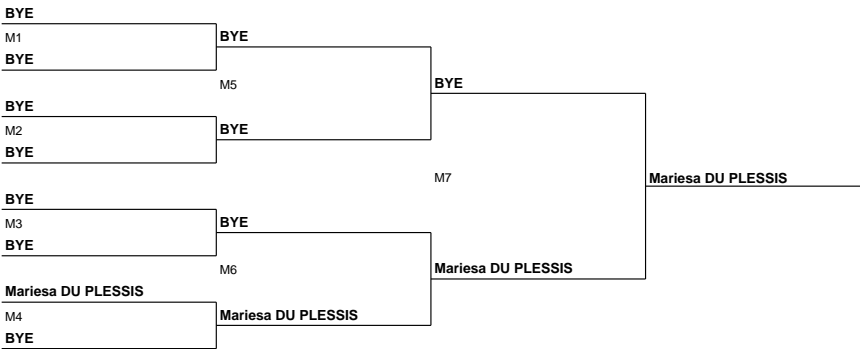 BYE
M1
BYE
BYE
M5
BYE
BYE
M2
BYE
BYE
M7
Mariesa DU PLESSIS
BYE
M3
BYE
BYE
M6
Mariesa DU PLESSIS
Mariesa DU PLESSIS
M4
Mariesa DU PLESSIS
BYE